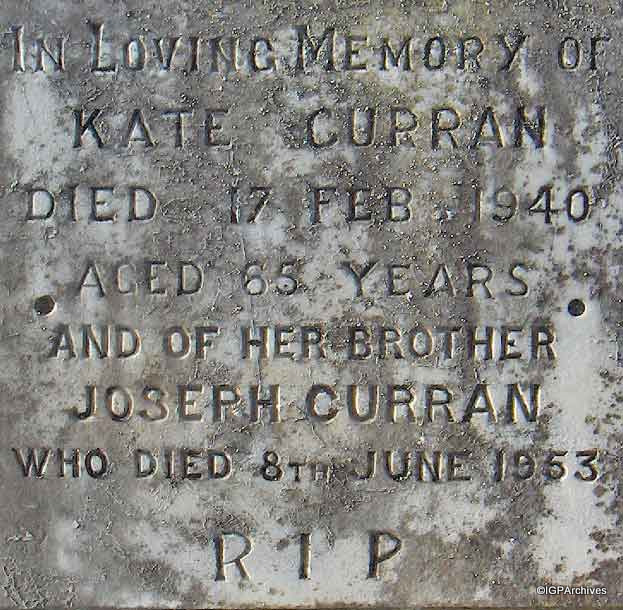 IN LOVING MEMORY OF
KATE CURRAN
DIED 17 FEB. 1940
AGED 65 YEARS
AND OF HER BROTHER
JOSEPH CURRAN
WHO DIED 8TH JUNE 1953
R I P
©IGPArchives